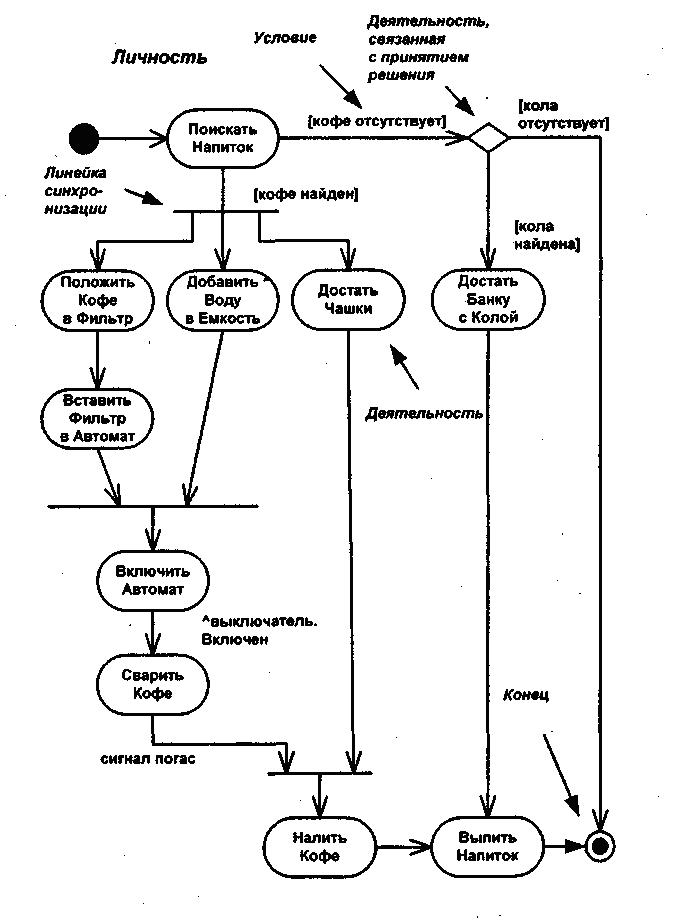 Деятельность,
связанная
с принятием
решения
Условие
Личность
[кола
отсутствует]
Поискать
Напиток
[кофе отсутствует]
Линейка
синхро-
низации
[кофе найден]
[кола
найдена]
Положить
Кофе
в Фильтр
Добавить
Воду
в Емкость
Достать
Чашки
Достать
Банку
с Колой
Вставить
Фильтр
в Автомат
Деятельность
Включить
Автомат
^выключатель.
Включен
Сварить
Кофе
Конец
сигнал погас
Налить
Кофе
Выпить
Напиток